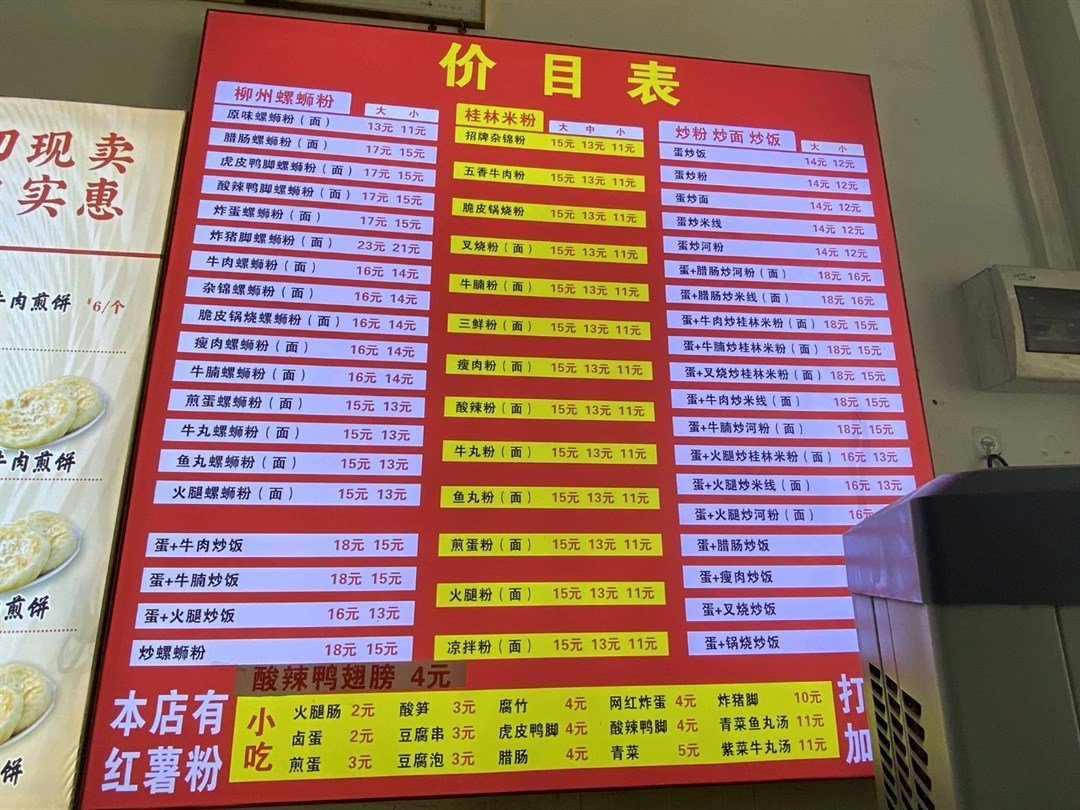 切现卖
实惠
牛肉煎饼 ¥6/个
牛肉煎饼
煎饼
饼
价目表
柳州螺蛳粉 大 小
原味螺蛳粉（面） 13元 11元
腊肠螺蛳粉（面） 17元 15元
虎皮鸭脚螺蛳粉（面） 17元 15元
酸辣鸭脚螺蛳粉（面） 17元 15元
炸蛋螺蛳粉（面） 17元 15元
炸猪脚螺蛳粉（面） 23元 21元
牛肉螺蛳粉（面） 16元 14元
杂锦螺蛳粉（面） 16元 14元
脆皮锅烧螺蛳粉（面） 16元 14元
瘦肉螺蛳粉（面） 16元 14元
牛腩螺蛳粉（面） 16元 14元
煎蛋螺蛳粉（面） 15元 13元
牛丸螺蛳粉（面） 15元 13元
鱼丸螺蛳粉（面） 15元 13元
火腿螺蛳粉（面） 15元 13元
蛋+牛肉炒饭 18元 15元
蛋+牛腩炒饭 18元 15元
蛋+火腿炒饭 16元 13元
炒螺蛳粉 18元 15元
桂林米粉 大 中 小
招牌杂锦粉 15元 13元 11元
五香牛肉粉 15元 13元 11元
脆皮锅烧粉 15元 13元 11元
叉烧粉（面） 15元 13元 11元
牛腩粉（面） 15元 13元 11元
三鲜粉（面） 15元 13元 11元
瘦肉粉（面） 15元 13元 11元
酸辣粉（面） 15元 13元 11元
牛丸粉（面） 15元 13元 11元
鱼丸粉（面） 15元 13元 11元
煎蛋粉（面） 15元 13元 11元
火腿粉（面） 15元 13元 11元
凉拌粉（面） 15元 13元 11元
炒粉 炒面 炒饭 大 小
蛋炒饭 14元 12元
蛋炒粉 14元 12元
蛋炒面 14元 12元
蛋炒米线 14元 12元
蛋炒河粉 14元 12元
蛋+腊肠炒河粉（面） 18元 16元
蛋+腊肠炒米线（面） 18元 16元
蛋+牛肉炒桂林米粉（面） 18元 15元
蛋+牛腩炒桂林米粉（面） 18元 15元
蛋+叉烧炒桂林米粉（面） 18元 15元
蛋+牛肉炒米线（面） 18元 15元
蛋+牛腩炒河粉（面） 18元 15元
蛋+火腿炒桂林米粉（面） 16元 13元
蛋+火腿炒米线（面） 16元 13元
蛋+火腿炒河粉（面） 16元
蛋+腊肠炒饭
蛋+瘦肉炒饭
蛋+叉烧炒饭
蛋+锅烧炒饭
酸辣鸭翅膀 4元
本店有
红薯粉
小吃
火腿肠 2元 酸笋 3元 腐竹 4元 网红炸蛋 4元 炸猪脚 10元
卤蛋 2元 豆腐串 3元 虎皮鸭脚 4元 酸辣鸭脚 4元 青菜鱼丸汤 11元
煎蛋 3元 豆腐泡 3元 腊肠 4元 青菜 5元 紫菜牛丸汤 11元
打
加